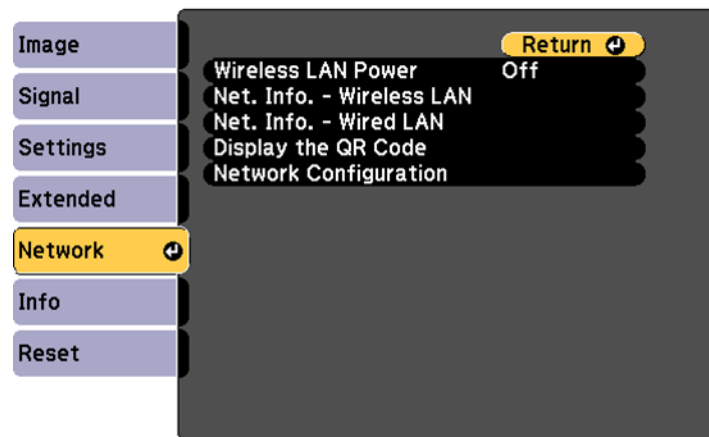 Image
Signal
Settings
Extended
Network
Info
Reset
Return
Wireless LAN Power Off
Net. Info. - Wireless LAN
Net. Info. - Wired LAN
Display the QR Code
Network Configuration